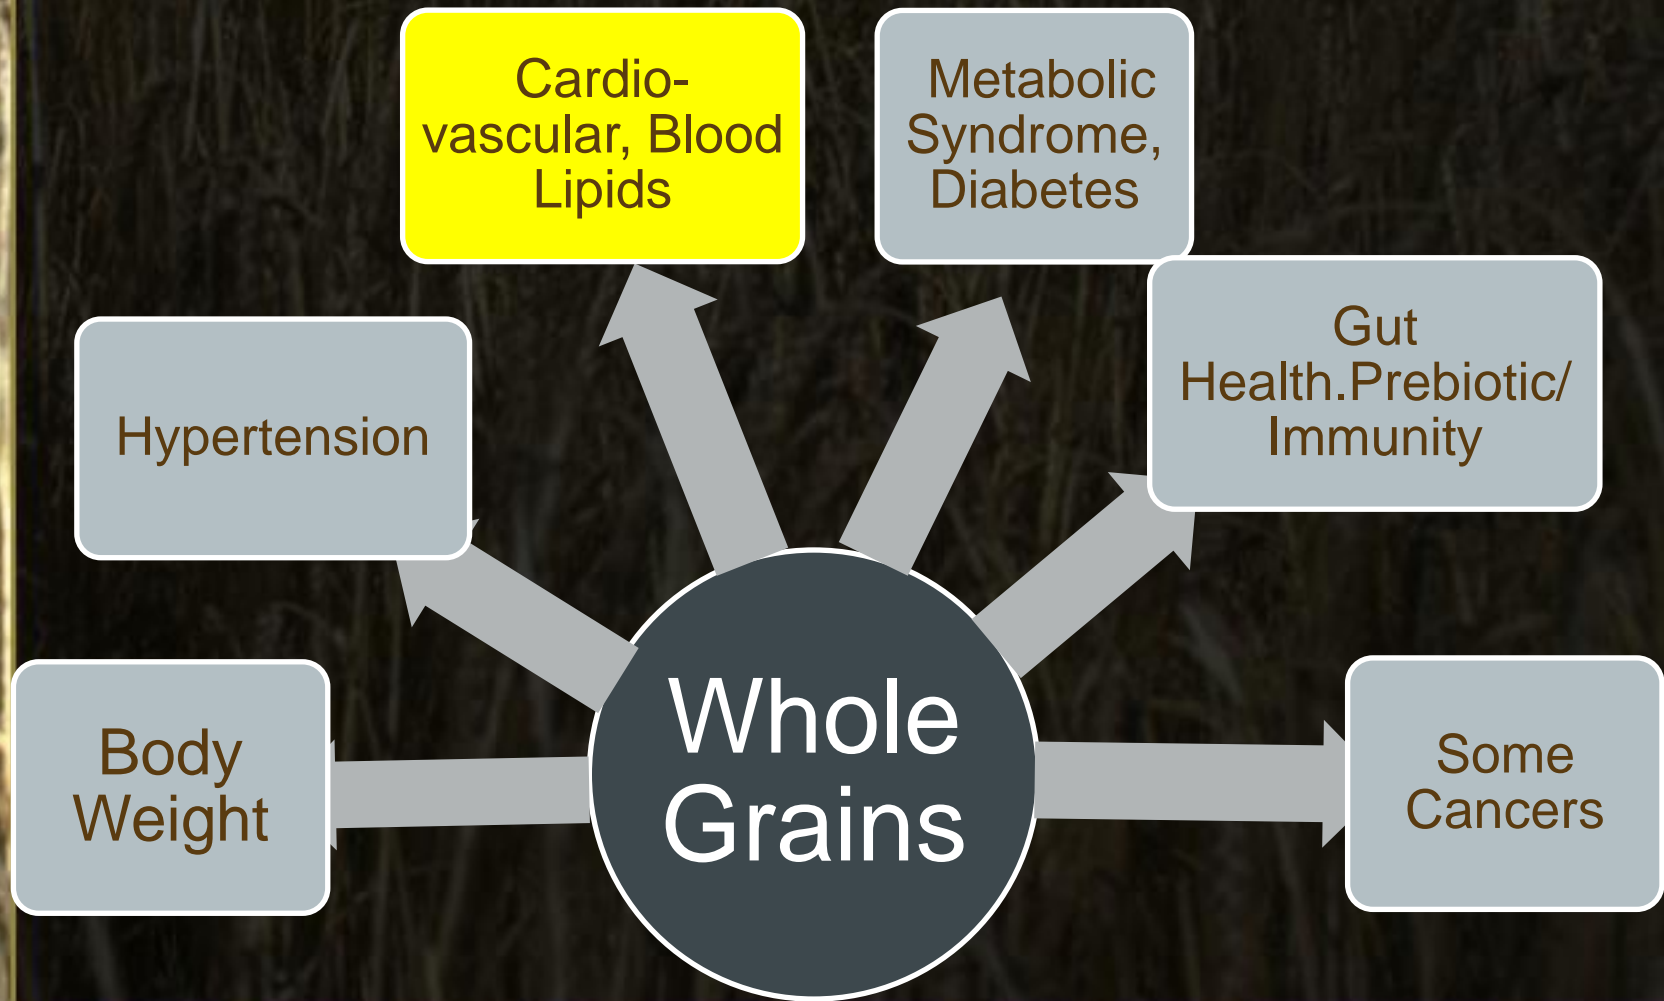 Cardio-
vascular, Blood
Lipids
Metabolic
Syndrome,
Diabetes
Gut
Health.Prebiotic/
Immunity
Hypertension
Body
Weight
Whole
Grains
Some
Cancers